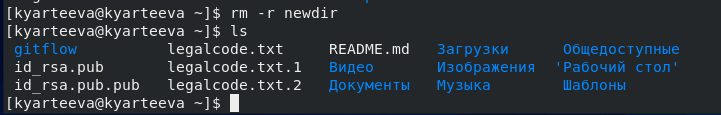 [kyarteeva@kyarteeva ~]$ rm -r newdir
[kyarteeva@kyarteeva ~]$ ls
gitflow legalcode.txt README.md Загрузки Общедоступные
id_rsa.pub legalcode.txt.1 Видео Изображения 'Рабочий стол'
id_rsa.pub.pub legalcode.txt.2 Документы Музыка Шаблоны
[kyarteeva@kyarteeva ~]$